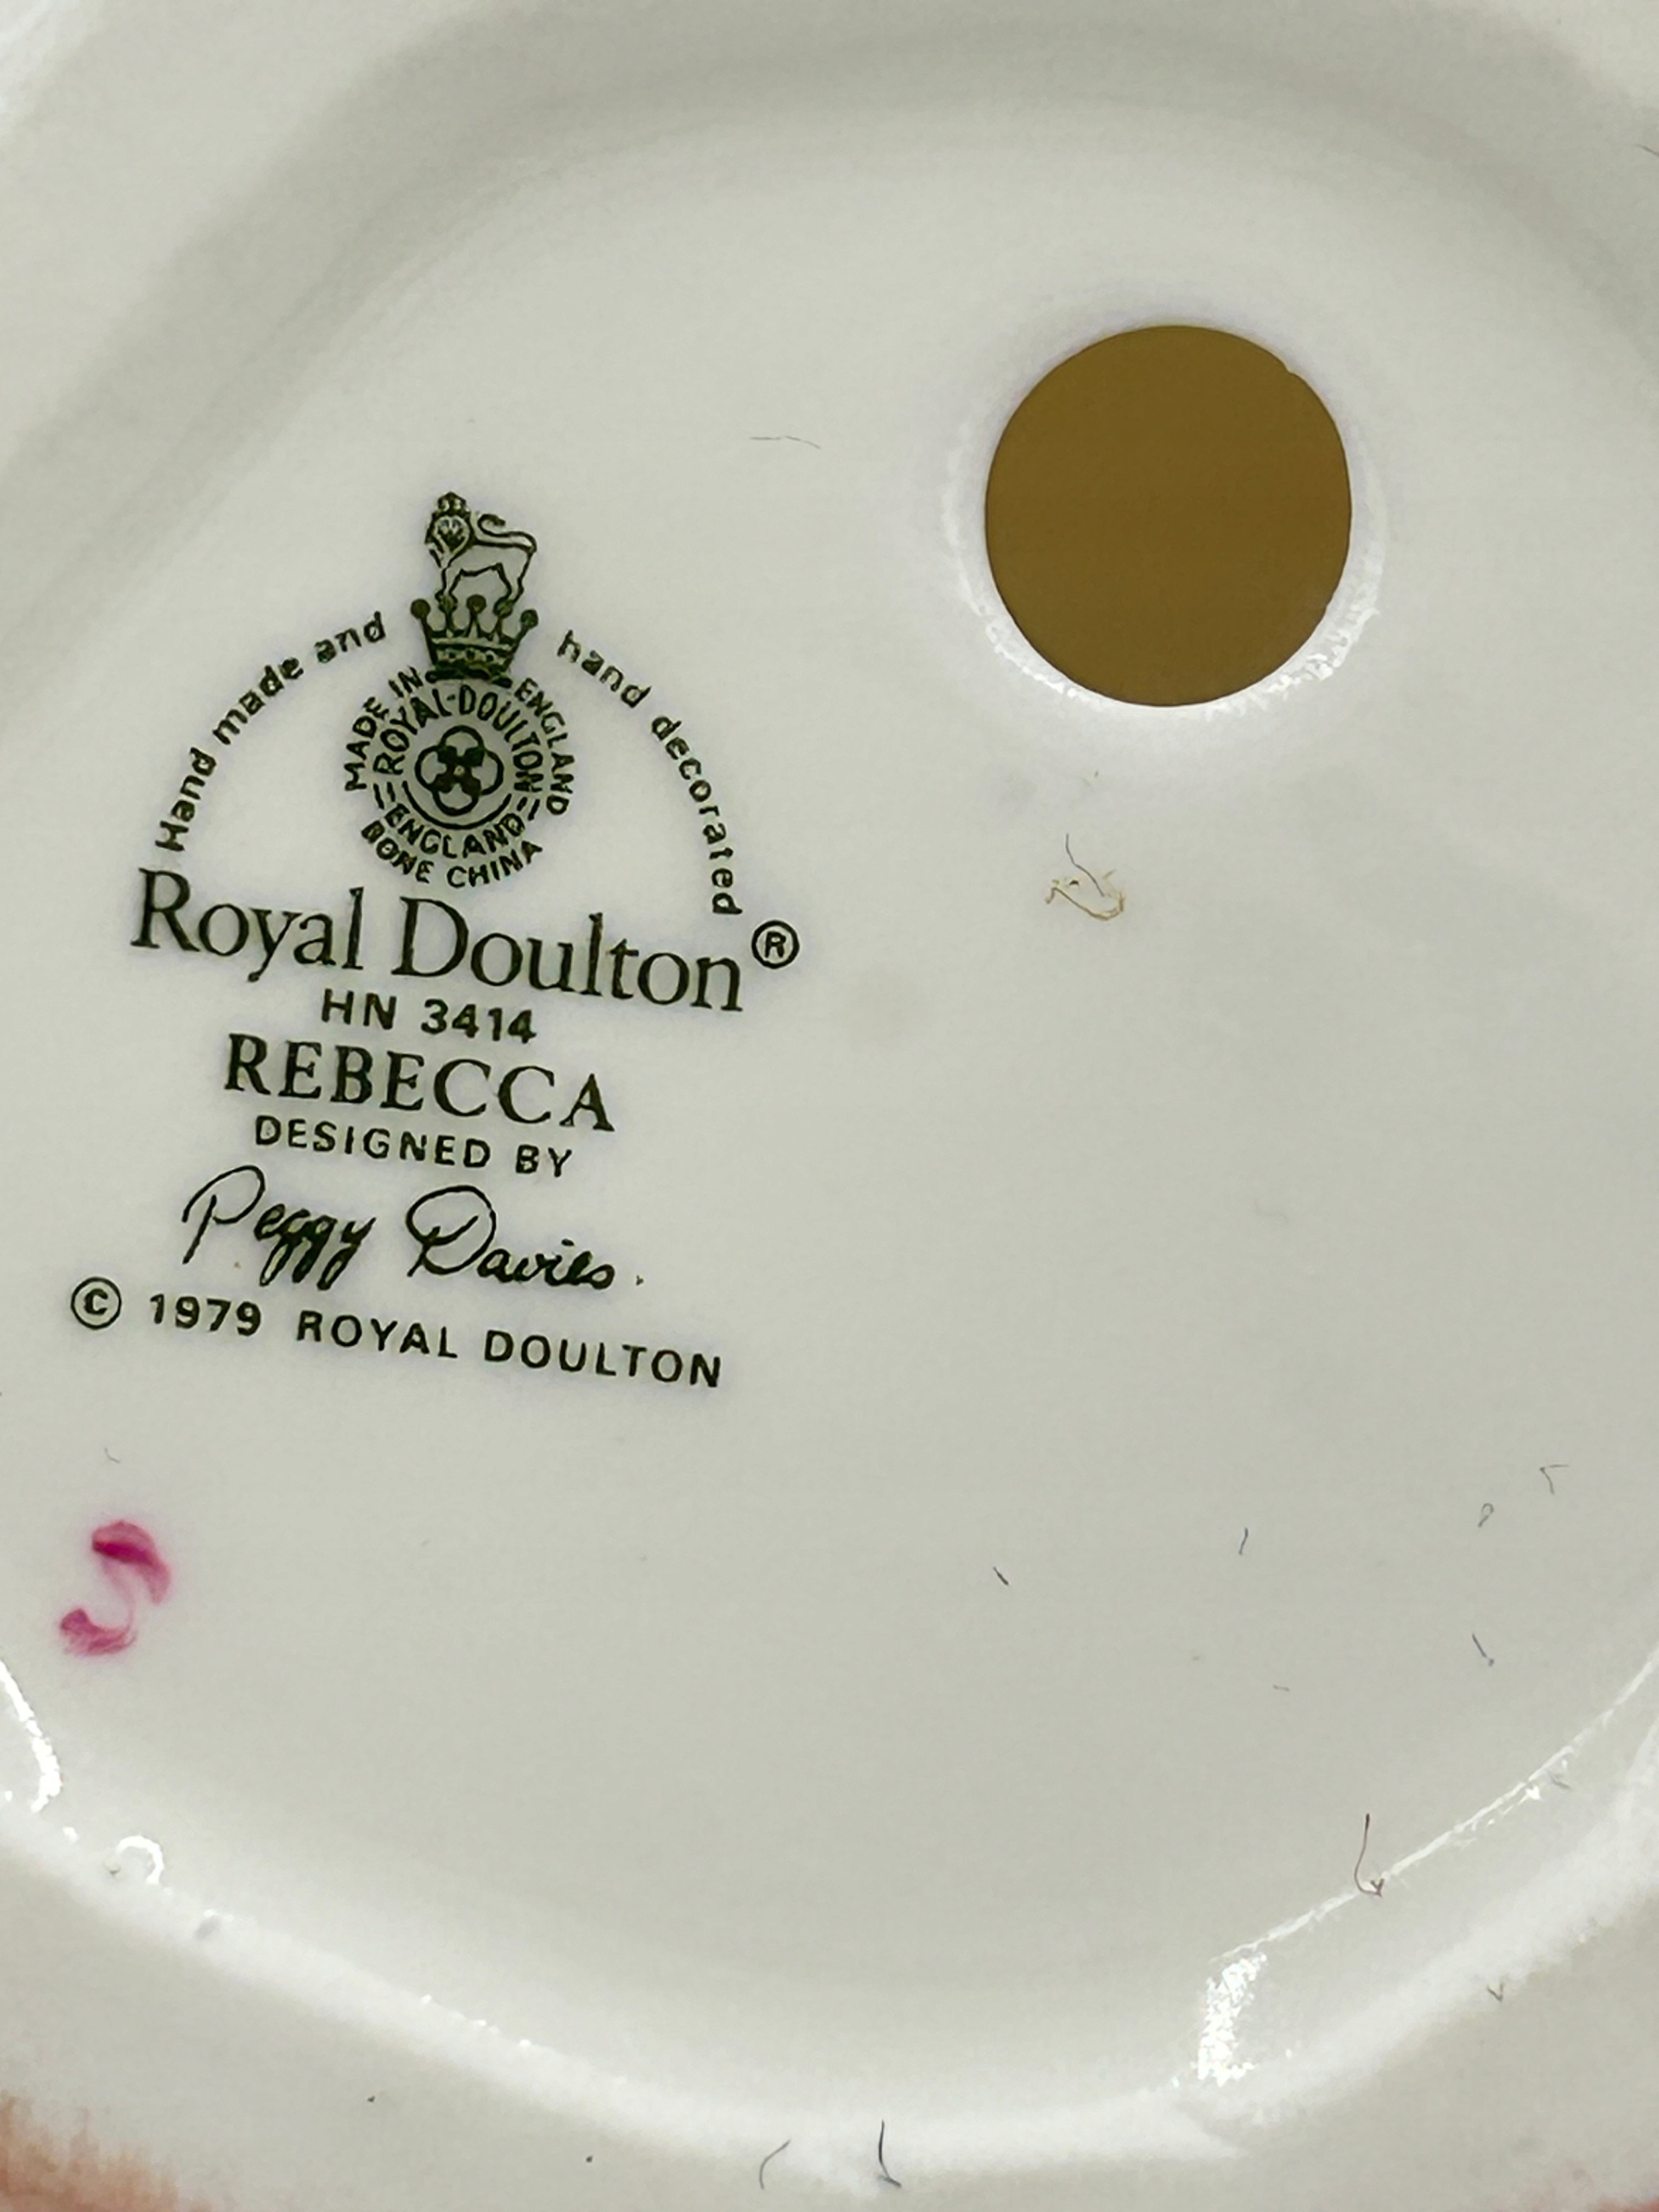 Hand made and hand decorated
MADE IN ENGLAND
ROYAL-DOULTON
ENGLAND
BONE CHINA
Royal Doulton®
HN 3414
REBECCA
DESIGNED BY
Peggy Davies.
© 1979 ROYAL DOULTON
S